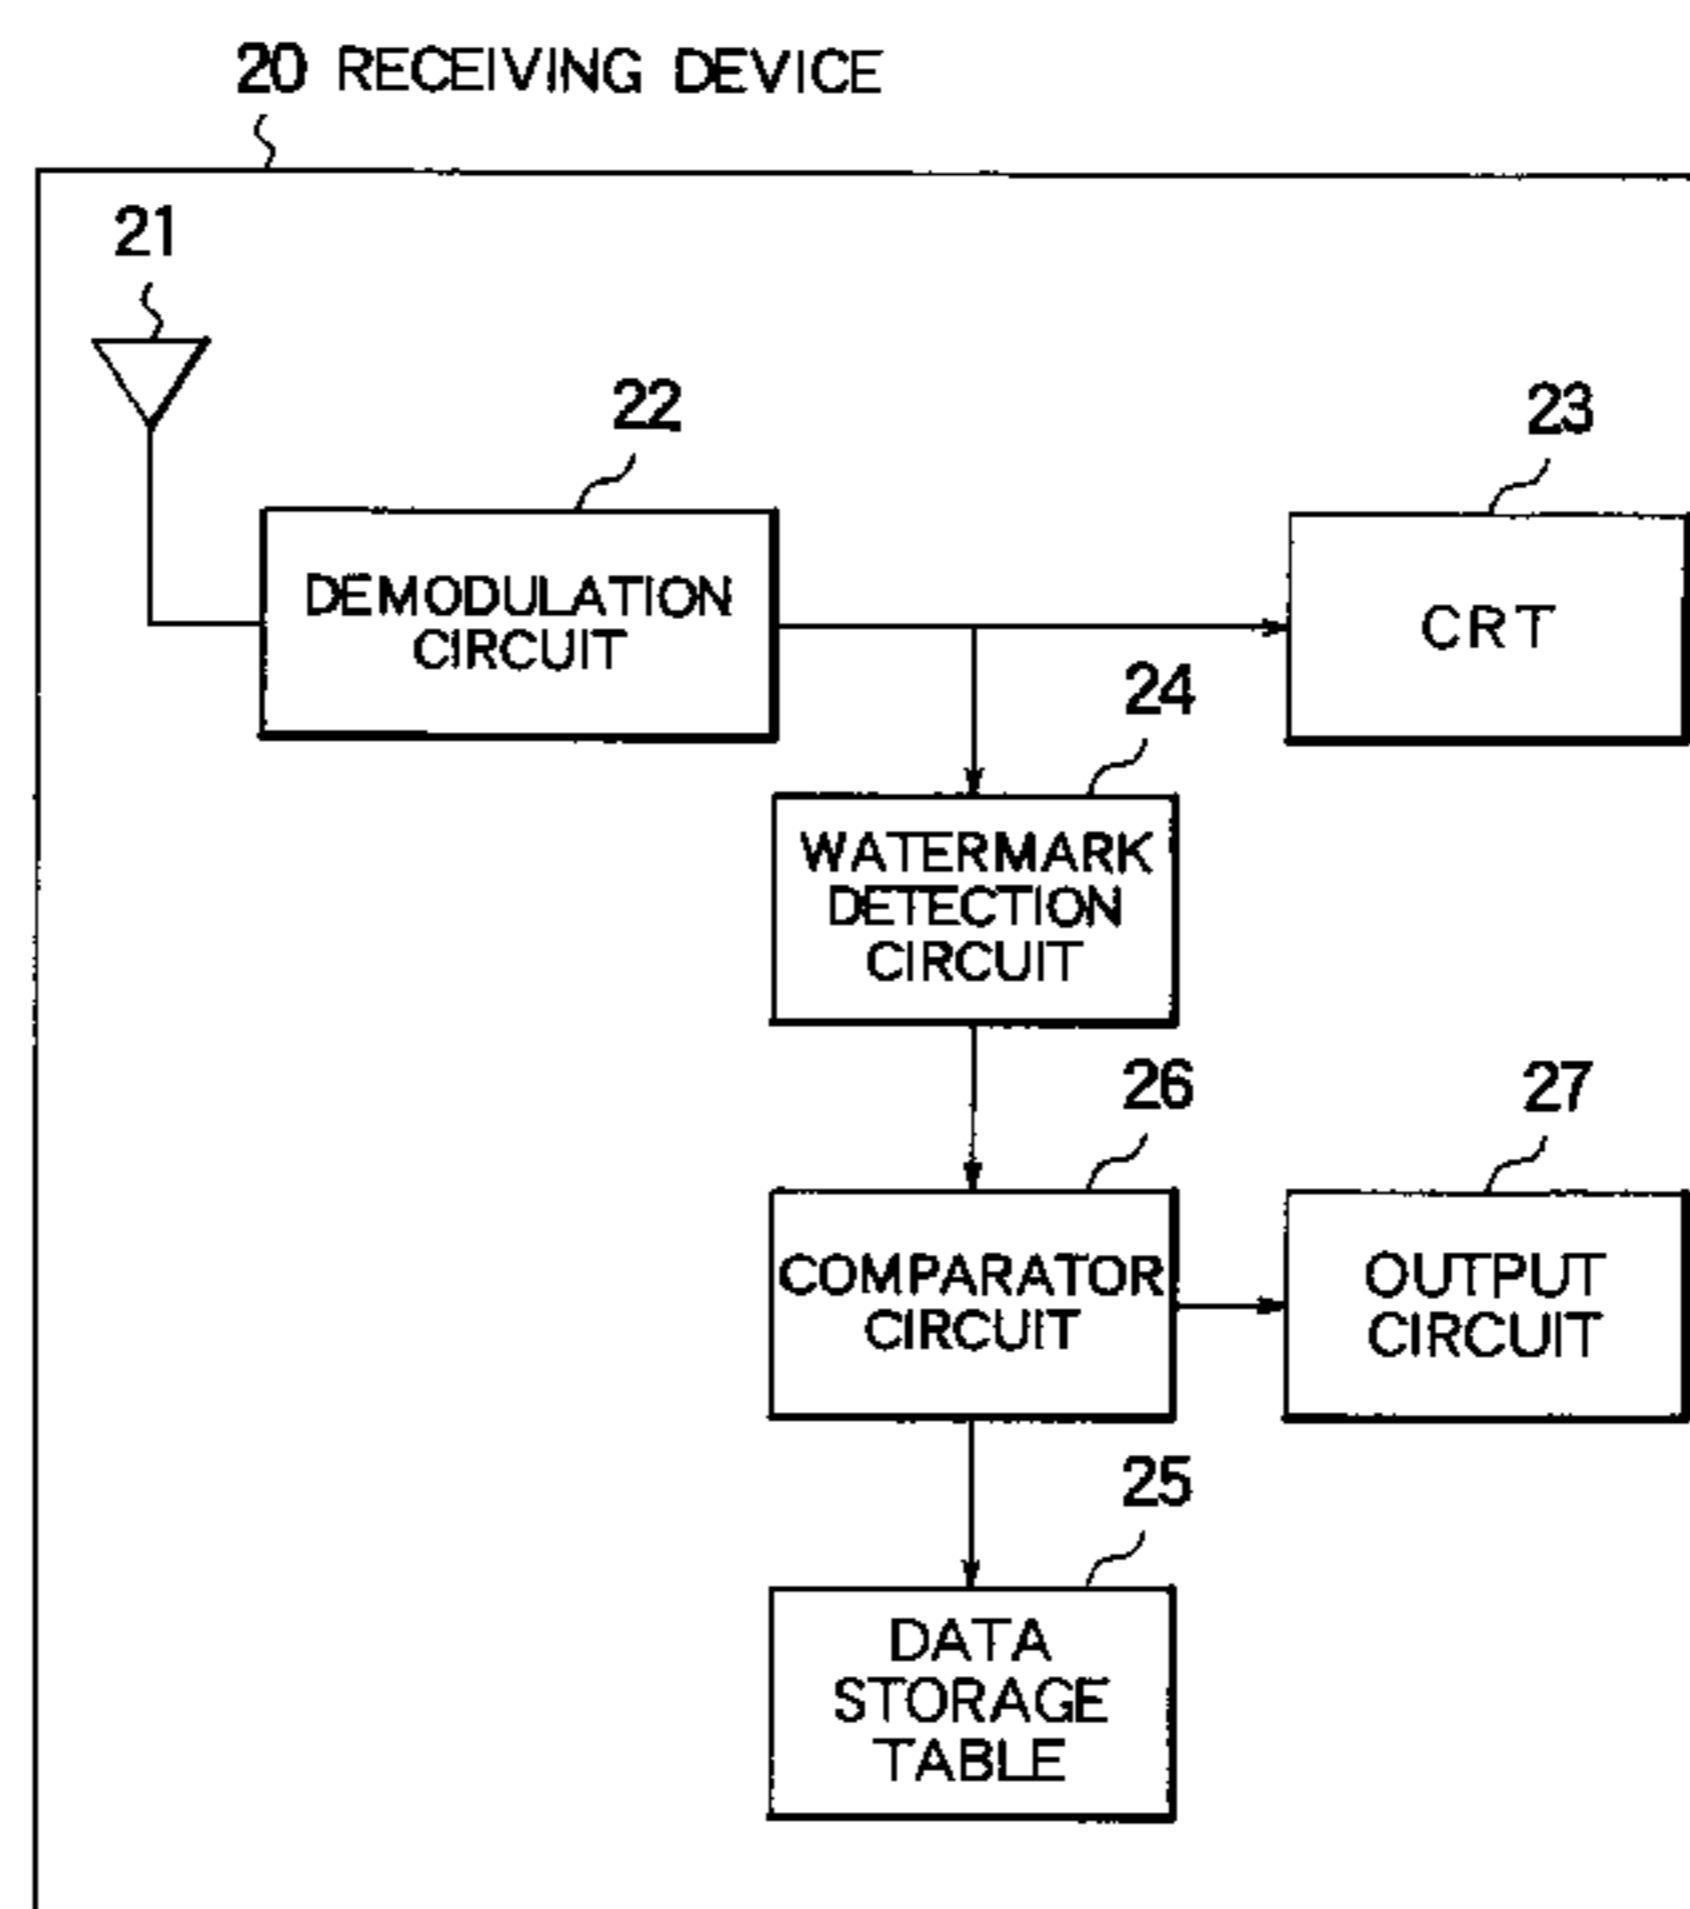 20 RECEIVING DEVICE
21
22
23
DEMODULATION
CIRCUIT
CRT
24
WATERMARK
DETECTION
CIRCUIT
26
27
COMPARATOR
CIRCUIT
OUTPUT
CIRCUIT
25
DATA
STORAGE
TABLE